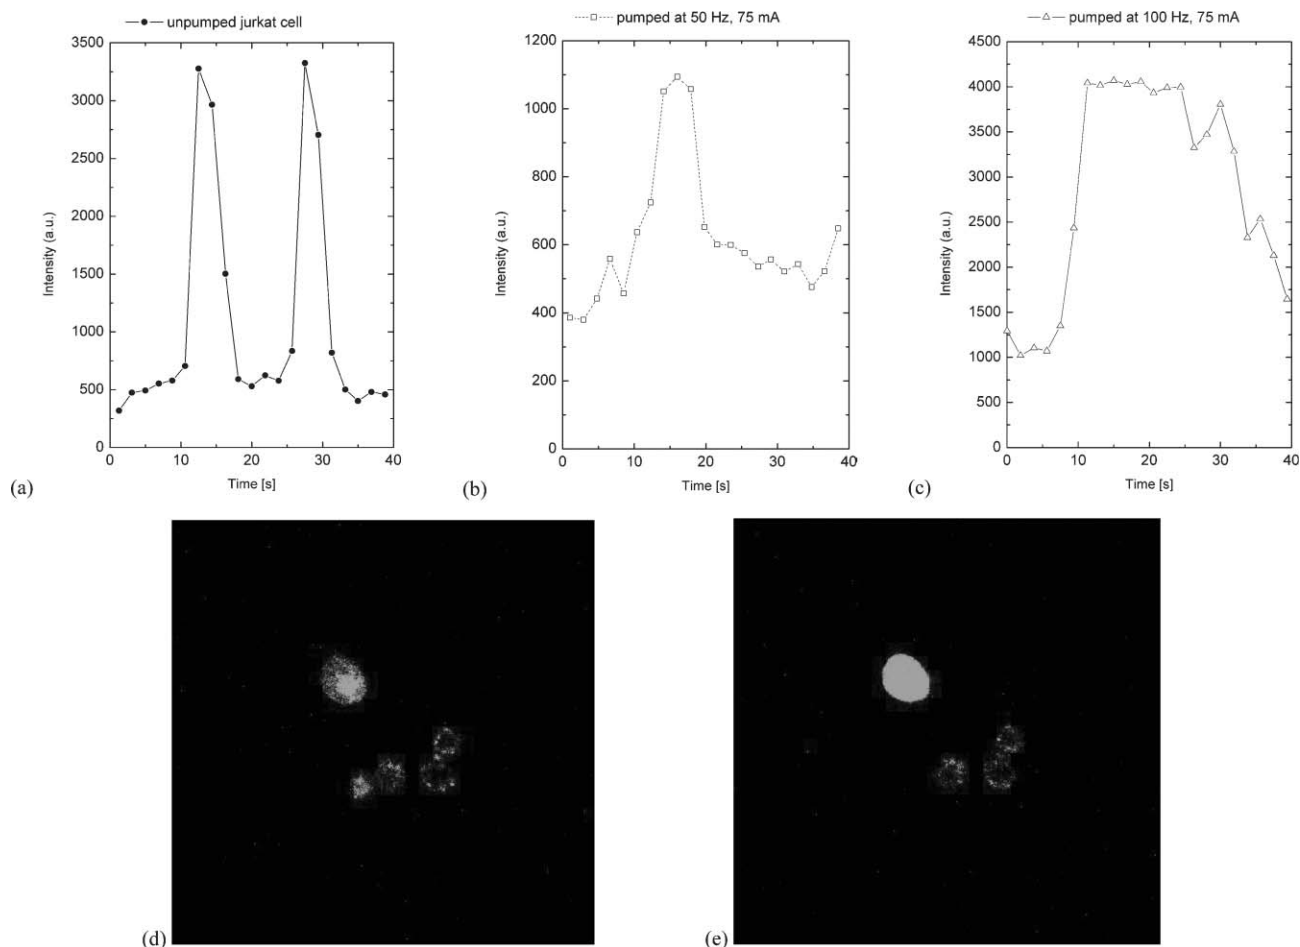 unpumped jurkat cell
3500
3000
2500
2000
1500
1000
500
0
Intensity (a.u.)
0 10 20 30 40
Time [s]
(a)
pumped at 50 Hz, 75 mA
1200
1000
800
600
400
200
0
Intensity (a.u.)
0 10 20 30 40
Time [s]
(b)
pumped at 100 Hz, 75 mA
4500
4000
3500
3000
2500
2000
1500
1000
500
0
Intensity (a.u.)
0 10 20 30 40
Time [s]
(c)
(d)
(e)